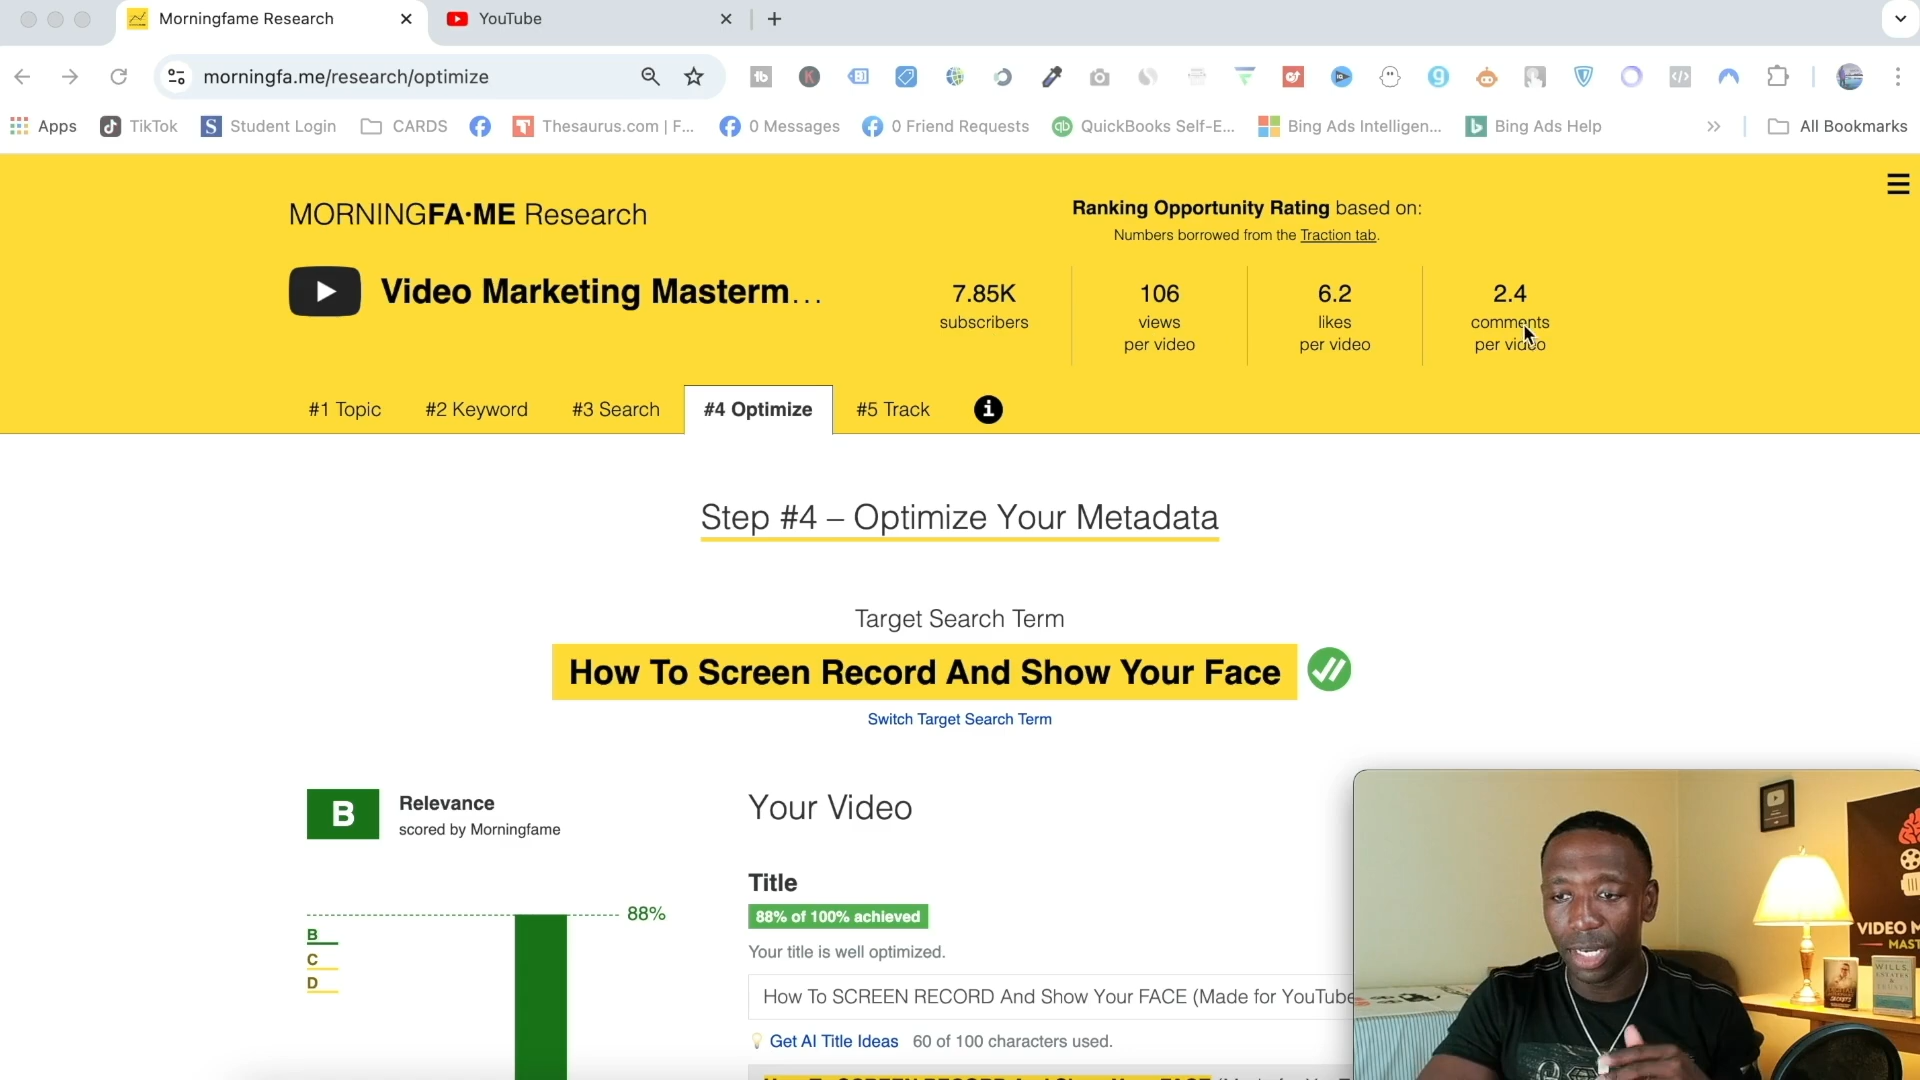 Morningfame Research
YouTube
morningfa.me/research/optimize
Apps
TikTok
Student Login
CARDS
Thesaurus.com | F...
0 Messages
0 Friend Requests
QuickBooks Self-E...
Bing Ads Intelligen...
Bing Ads Help
All Bookmarks
MORNINGFA·ME Research
Ranking Opportunity Rating based on:
Numbers borrowed from the Traction tab.
Video Marketing Masterm...
7.85K
subscribers
106
views
per video
6.2
likes
per video
2.4
comments
per video
#1 Topic
#2 Keyword
#3 Search
#4 Optimize
#5 Track
Step #4 – Optimize Your Metadata
Target Search Term
How To Screen Record And Show Your Face
Switch Target Search Term
B
Relevance
scored by Morningfame
88%
B
C
D
Your Video
Title
88% of 100% achieved
Your title is well optimized.
How To SCREEN RECORD And Show Your FACE (Made for YouTube
Get AI Title Ideas 60 of 100 characters used.
VIDEO M
MAST
WILLS,
ESTATES